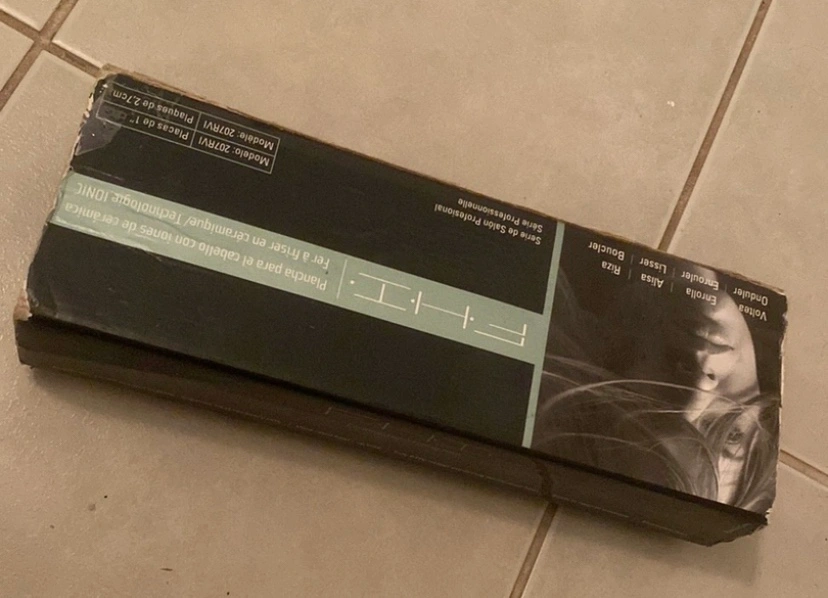 Voltea | Enrolla | Alisa | Riza
Onduler | Enrouler | Lisser | Boucler
Serie de Salón Profesional
Série Professionnelle
F·H·I·
Plancha para el cabello con iones de cerámica
Fer à friser en céramique/ Technologie IONIC
Modelo: 207RVI | Placas de 1"
Modèle: 207RVI | Plaques de 2,7cm